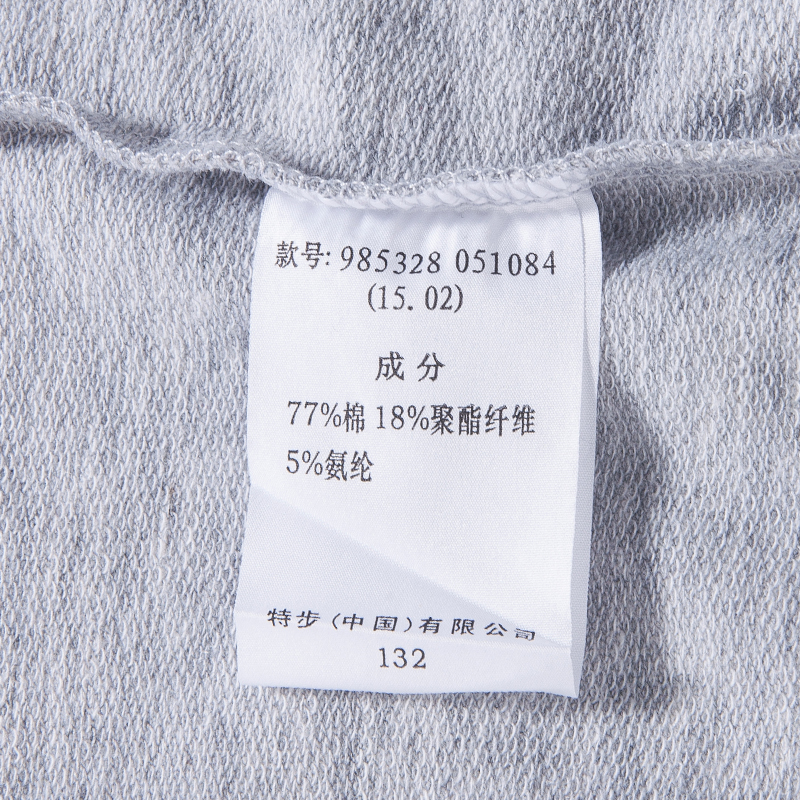 款号: 985328 051084
(15. 02)
成 分
77%棉 18%聚酯纤维
5%氨纶
特步(中国)有限公司
132